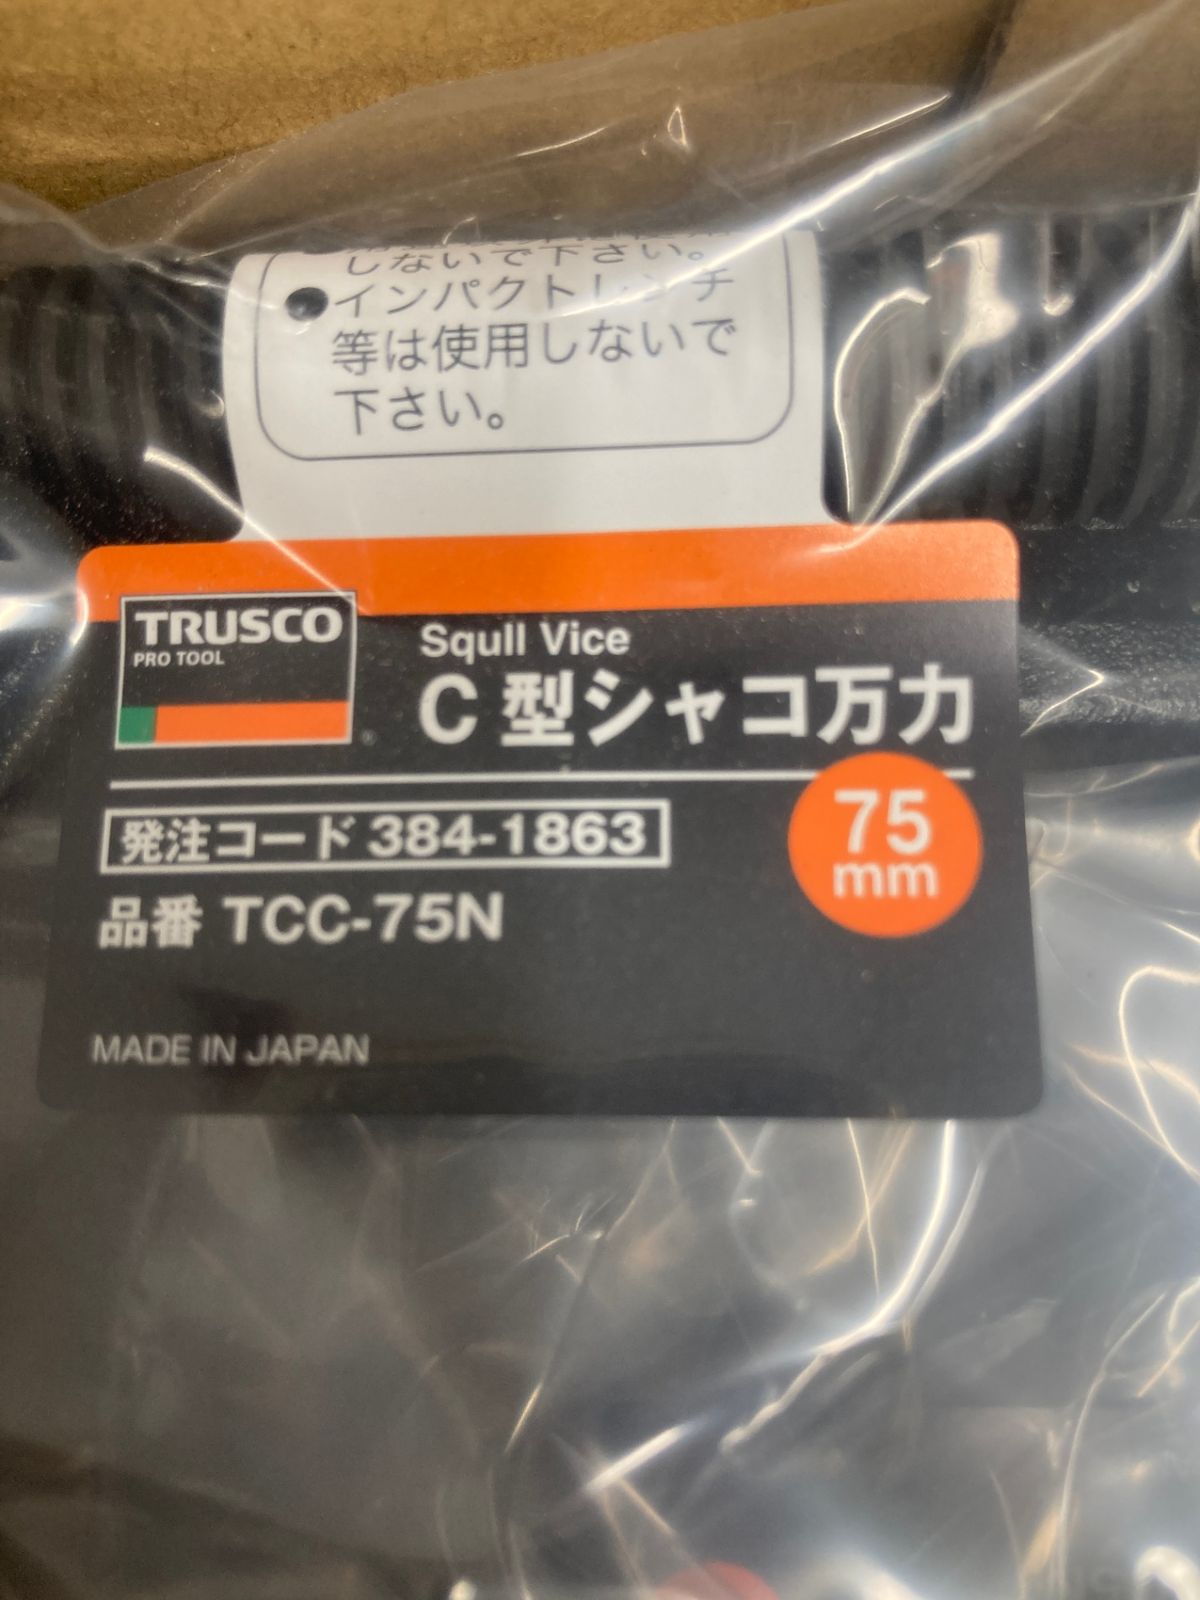 しないで下さい。
●インパクトレンチ
等は使用しないで
下さい。
TRUSCO
PRO TOOL
Squll Vice
C型シャコ万力
75
mm
発注コード 384-1863
品番 TCC-75N
MADE IN JAPAN